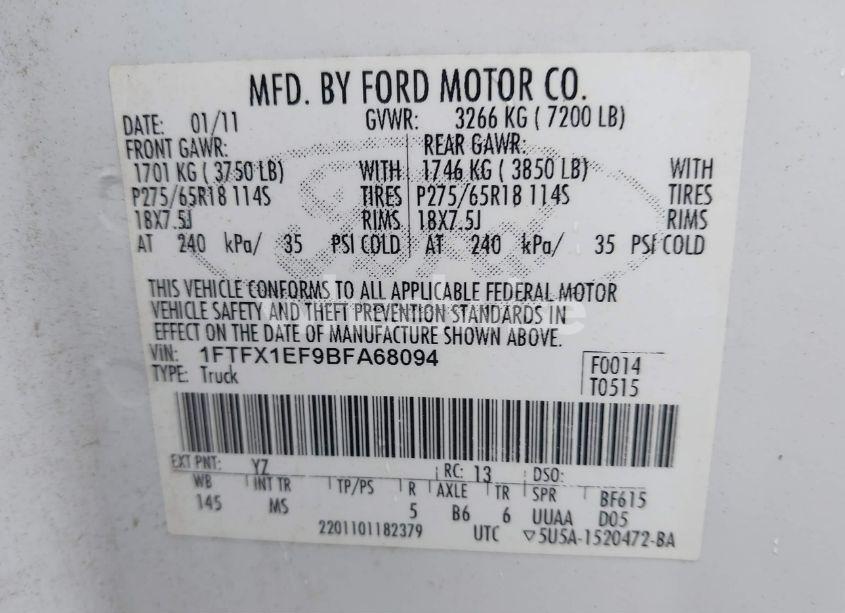 MFD. BY FORD MOTOR CO.
DATE: 01/11 GVWR: 3266 KG ( 7200 LB)
FRONT GAWR: REAR GAWR:
1701 KG ( 3750 LB) WITH 1746 KG ( 3850 LB) WITH
P275/65R18 114S TIRES P275/65R18 114S TIRES
18X7.5J RIMS 18X7.5J RIMS
AT 240 kPa/ 35 PSI COLD AT 240 kPa/ 35 PSI COLD
THIS VEHICLE CONFORMS TO ALL APPLICABLE FEDERAL MOTOR
VEHICLE SAFETY AND THEFT PREVENTION STANDARDS IN
EFFECT ON THE DATE OF MANUFACTURE SHOWN ABOVE.
VIN: 1FTFX1EF9BFA68094 F0014
TYPE: Truck T0515
EXT PNT: YZ RC: 13 DSO:
WB INT TR TP/PS R AXLE TR SPR BF615
145 MS 5 B6 6 UUAA D05
2201101182379 UTC ▽5U5A-1520472-BA